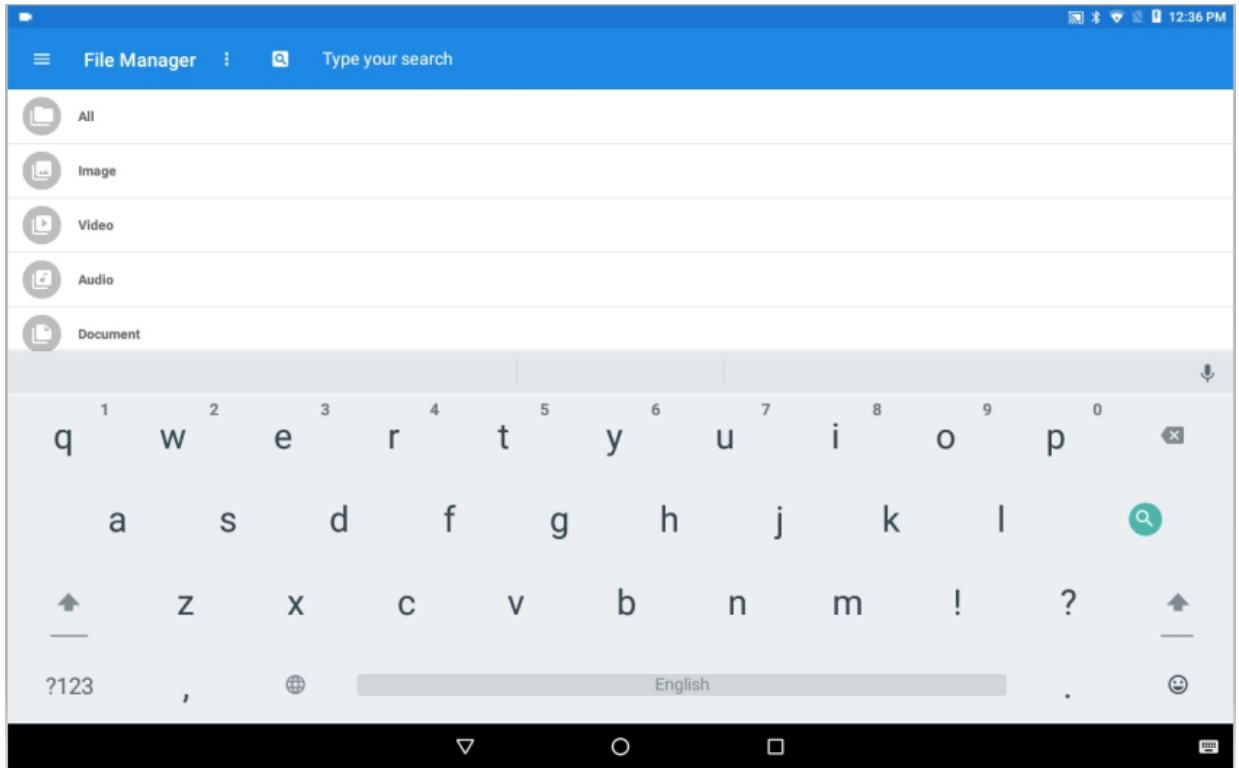 12:36 PM
File Manager Type your search
All
Image
Video
Audio
Document
1 2 3 4 5 6 7 8 9 0
q w e r t y u i o p
a s d f g h j k l
z x c v b n m ! ?
?123 , English .